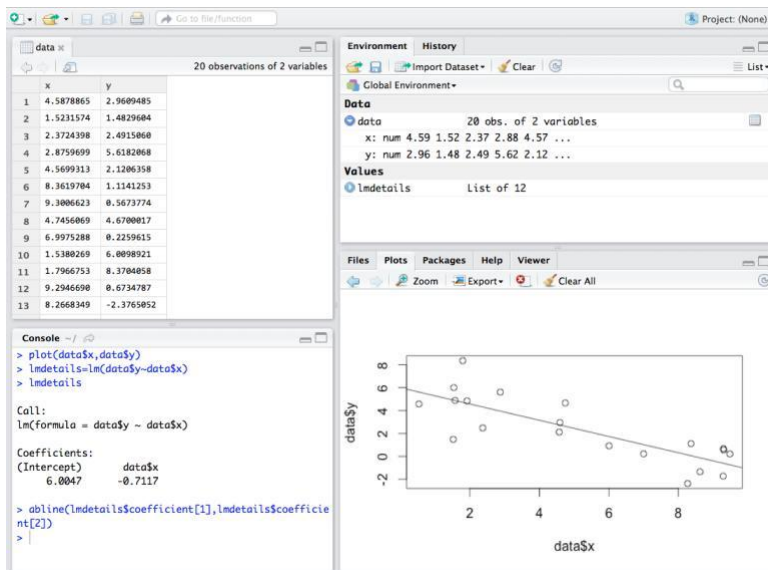 Go to file/function
Project: (None)
data
20 observations of 2 variables
x y
1 4.5878865 2.9609485
2 1.5231574 1.4829604
3 2.3724398 2.4915060
4 2.8759699 5.6182068
5 4.5699313 2.1206358
6 8.3619704 1.1141253
7 9.3006623 0.5673774
8 4.7456069 4.6700017
9 6.9975288 0.2259615
10 1.5380269 6.0098921
11 1.7966753 8.3704058
12 9.2946690 0.6734787
13 8.2668349 -2.3765052
Console ~/
> plot(data$x,data$y)
> lmdetails=lm(data$y~data$x)
> lmdetails
Call:
lm(formula = data$y ~ data$x)
Coefficients:
(Intercept) data$x
6.0047 -0.7117
> abline(lmdetails$coefficient[1],lmdetails$coefficie
nt[2])
>
Environment History
Import Dataset Clear List
Global Environment
Data
data 20 obs. of 2 variables
x: num 4.59 1.52 2.37 2.88 4.57 ...
y: num 2.96 1.48 2.49 5.62 2.12 ...
Values
lmdetails List of 12
Files Plots Packages Help Viewer
Zoom Export Clear All
data$y
8
6
4
2
0
-2
2 4 6 8
data$x